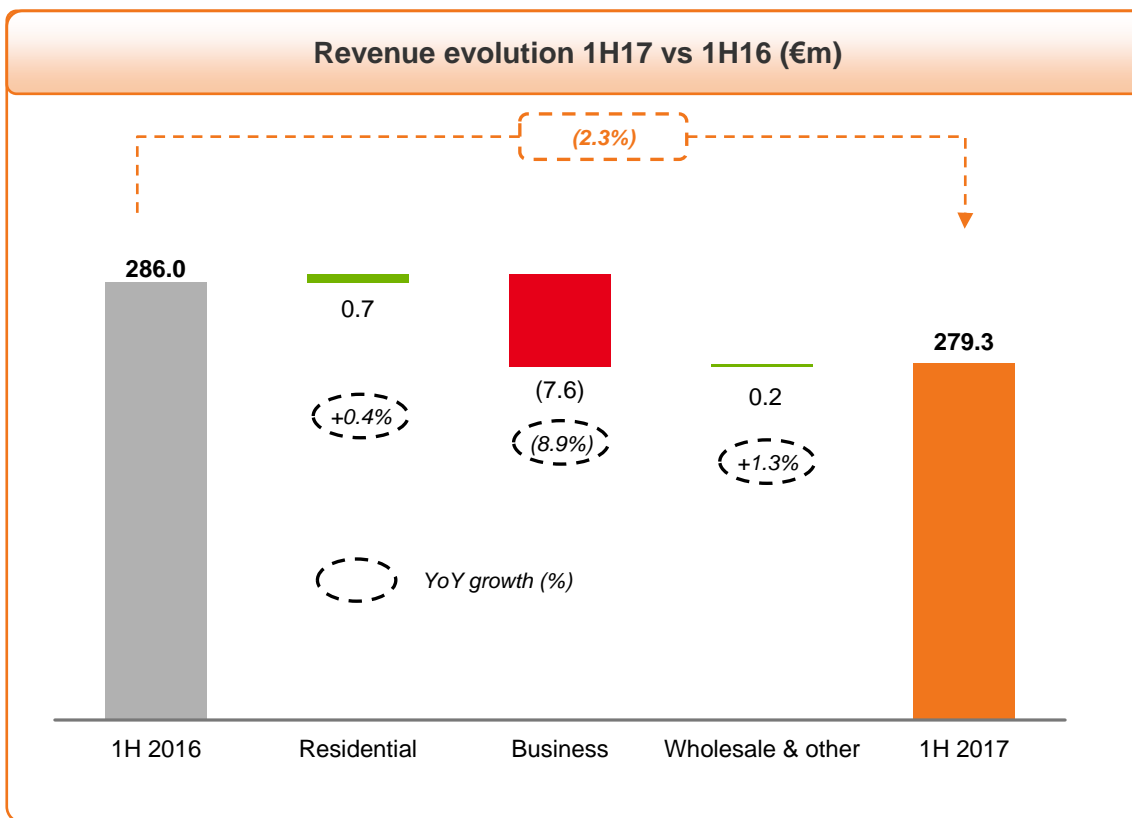 Revenue evolution 1H17 vs 1H16 (€m)
(2.3%)
286.0
0.7
(7.6)
0.2
279.3
+0.4%
(8.9%)
+1.3%
YoY growth (%)
1H 2016
Residential
Business
Wholesale & other
1H 2017